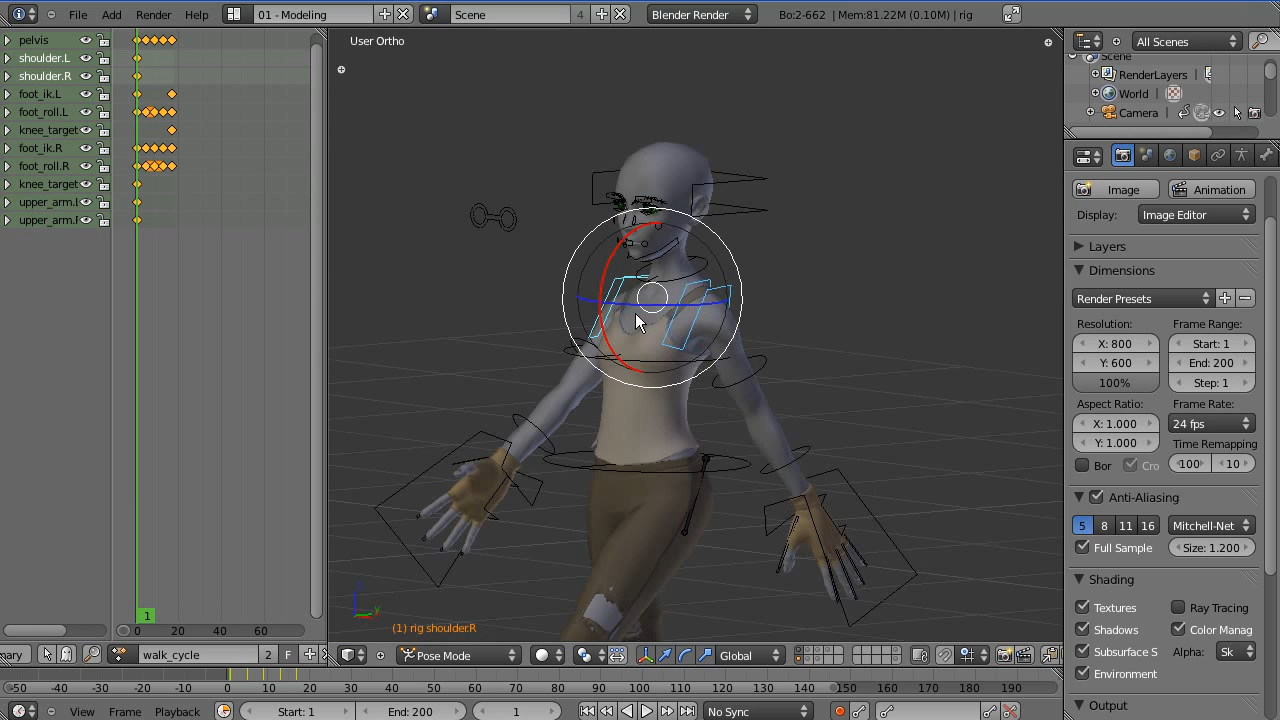 File Add Render Help 01 - Modeling Scene 4 Blender Render Bo:2-662 | Mem:81.22M (0.10M) | rig
User Ortho
pelvis
shoulder.L
shoulder.R
foot_ik.L
foot_roll.L
knee_target
foot_ik.R
foot_roll.R
knee_target
upper_arm.l
upper_arm.r
1
0 20 40 60
mary walk_cycle 2 F
y
(1) rig shoulder.R
Pose Mode Global
-50 -40 -30 -20 -10 0 10 20 30 40 50 60 70 80 90 100 110 120 130 140 150 160 170 180 190
View Frame Playback Start: 1 End: 200 1 No Sync
All Scenes
Scene
RenderLayers
World
Camera
Image Animation
Display: Image Editor
Layers
Dimensions
Render Presets
Resolution: Frame Range:
X: 800 Start: 1
Y: 600 End: 200
100% Step: 1
Aspect Ratio: Frame Rate:
X: 1.000 24 fps
Y: 1.000 Time Remapping
Bor Cro 100 10
Anti-Aliasing
5 8 11 16 Mitchell-Net
Full Sample Size: 1.200
Shading
Textures Ray Tracing
Shadows Color Manag
Subsurface S Alpha: Sk
Environment
Output